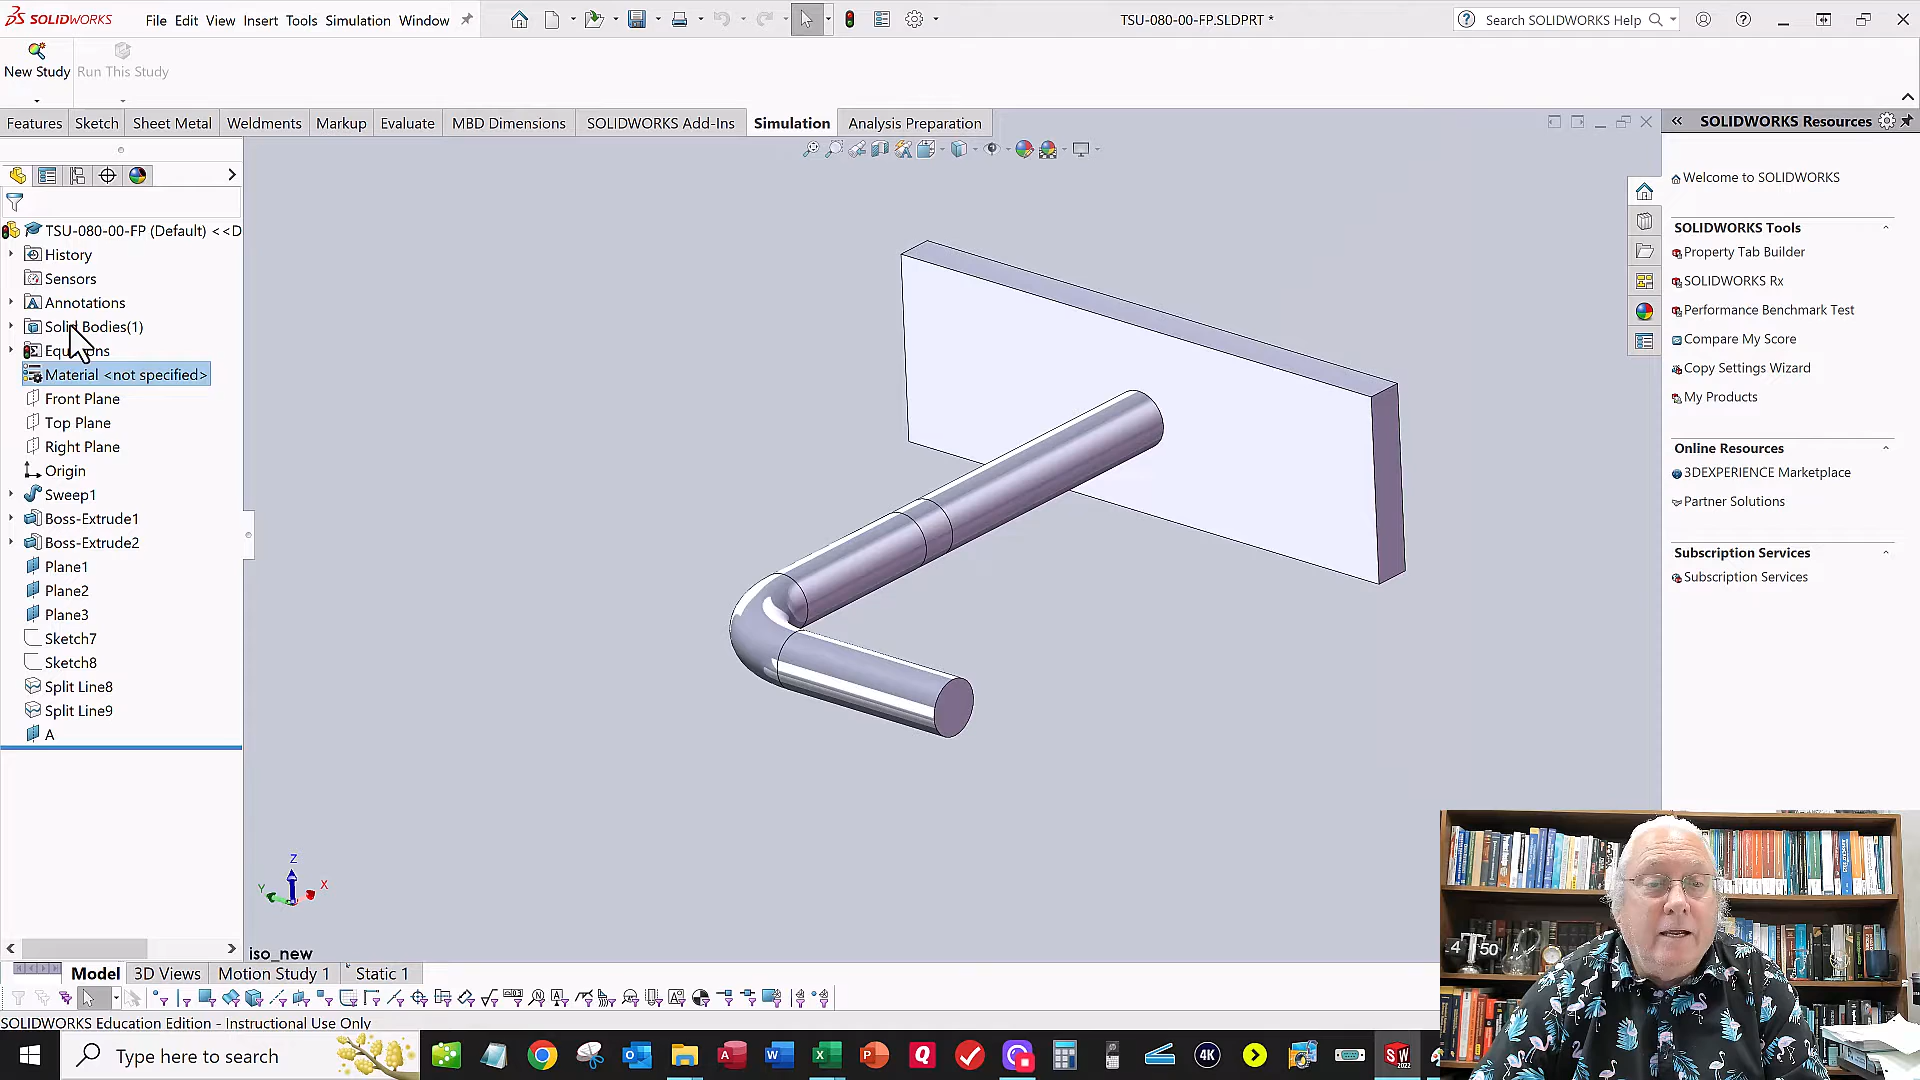 SOLIDWORKS File Edit View Insert Tools Simulation Window
TSU-080-00-FP.SLDPRT *
Search SOLIDWORKS Help
New Study Run This Study
Features Sketch Sheet Metal Weldments Markup Evaluate MBD Dimensions SOLIDWORKS Add-Ins Simulation Analysis Preparation
TSU-080-00-FP (Default) <<D
History
Sensors
Annotations
Solid Bodies(1)
Material <not specified>
Front Plane
Top Plane
Right Plane
Origin
Sweep1
Boss-Extrude1
Boss-Extrude2
Plane1
Plane2
Plane3
Sketch7
Sketch8
Split Line8
Split Line9
A
Z
Y
X
iso_new
SOLIDWORKS Resources
Welcome to SOLIDWORKS
SOLIDWORKS Tools
Property Tab Builder
SOLIDWORKS Rx
Performance Benchmark Test
Compare My Score
Copy Settings Wizard
My Products
Online Resources
3DEXPERIENCE Marketplace
Partner Solutions
Subscription Services
Subscription Services
Model 3D Views Motion Study 1 Static 1
SOLIDWORKS Education Edition - Instructional Use Only
Type here to search
4K
SW
2022